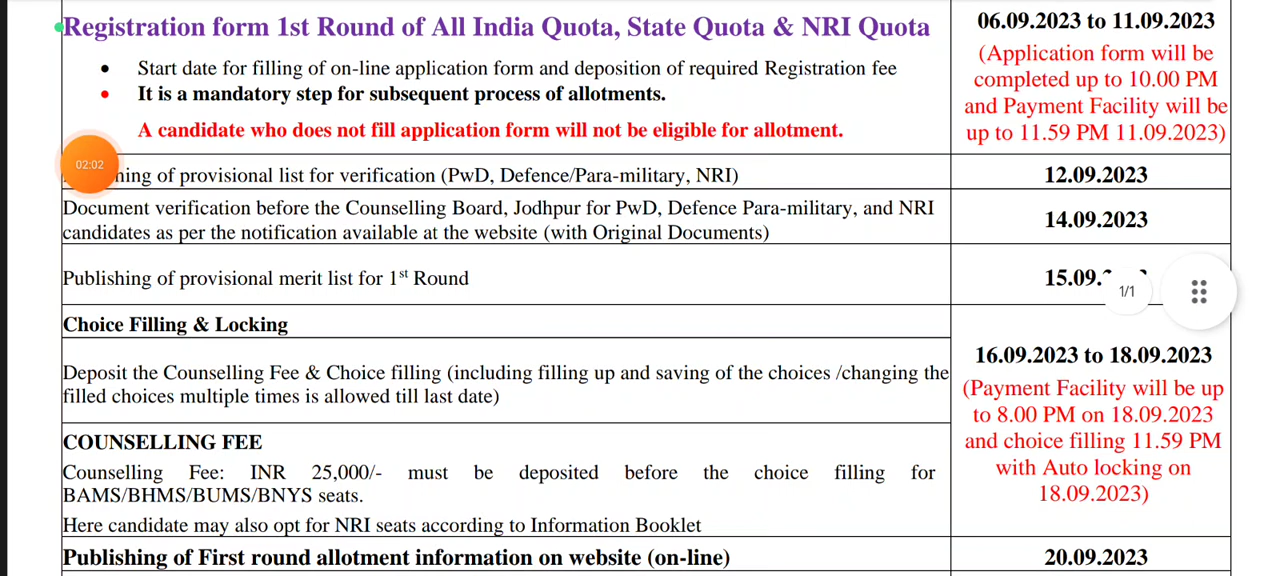 Registration form 1st Round of All India Quota, State Quota & NRI Quota
• Start date for filling of on-line application form and deposition of required Registration fee
• It is a mandatory step for subsequent process of allotments.
A candidate who does not fill application form will not be eligible for allotment.
06.09.2023 to 11.09.2023
(Application form will be
completed up to 10.00 PM
and Payment Facility will be
up to 11.59 PM 11.09.2023)
02:02
of provisional list for verification (PwD, Defence/Para-military, NRI)
12.09.2023
Document verification before the Counselling Board, Jodhpur for PwD, Defence Para-military, and NRI
candidates as per the notification available at the website (with Original Documents)
14.09.2023
Publishing of provisional merit list for 1st Round
15.09.
1/1
Choice Filling & Locking
Deposit the Counselling Fee & Choice filling (including filling up and saving of the choices /changing the
filled choices multiple times is allowed till last date)
COUNSELLING FEE
Counselling Fee: INR 25,000/- must be deposited before the choice filling for
BAMS/BHMS/BUMS/BNYS seats.
Here candidate may also opt for NRI seats according to Information Booklet
16.09.2023 to 18.09.2023
(Payment Facility will be up
to 8.00 PM on 18.09.2023
and choice filling 11.59 PM
with Auto locking on
18.09.2023)
Publishing of First round allotment information on website (on-line)
20.09.2023